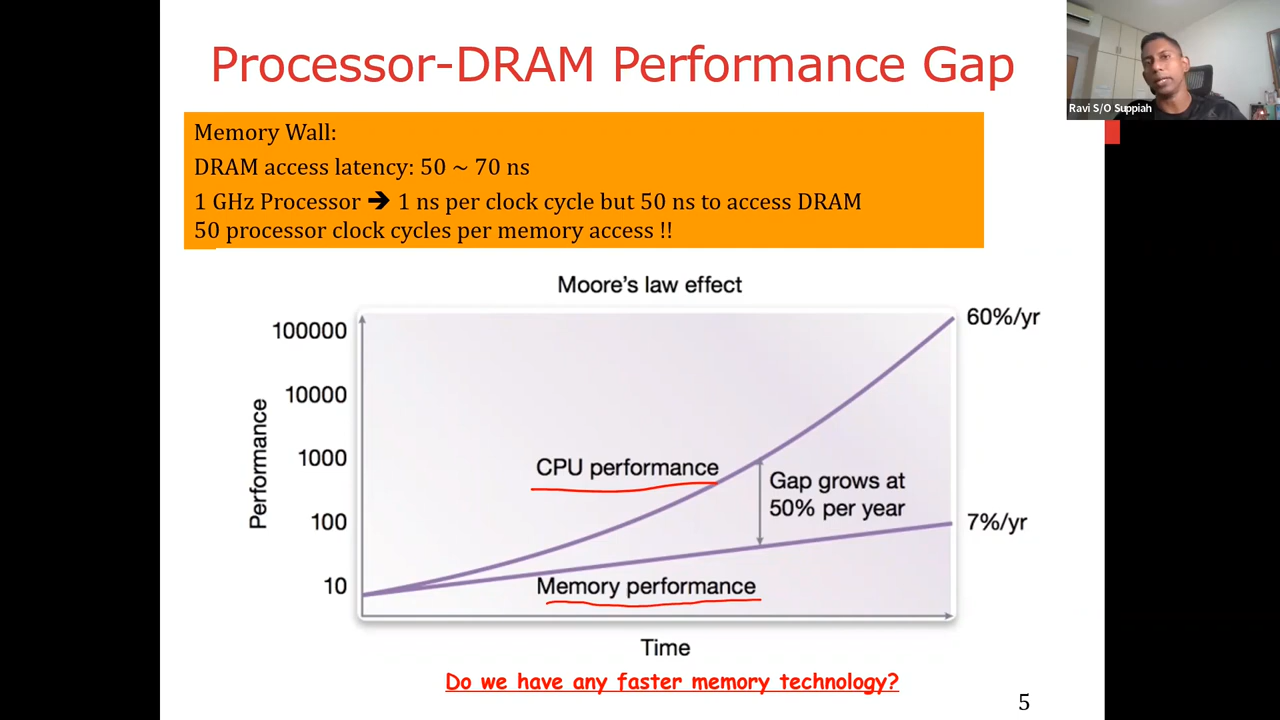 Processor-DRAM Performance Gap
Ravi S/O Suppiah
Memory Wall:
DRAM access latency: 50 ~ 70 ns
1 GHz Processor ➔ 1 ns per clock cycle but 50 ns to access DRAM
50 processor clock cycles per memory access !!
Moore's law effect
100000
10000
1000
100
10
Performance
60%/yr
CPU performance
Gap grows at
50% per year
7%/yr
Memory performance
Time
Do we have any faster memory technology?
5